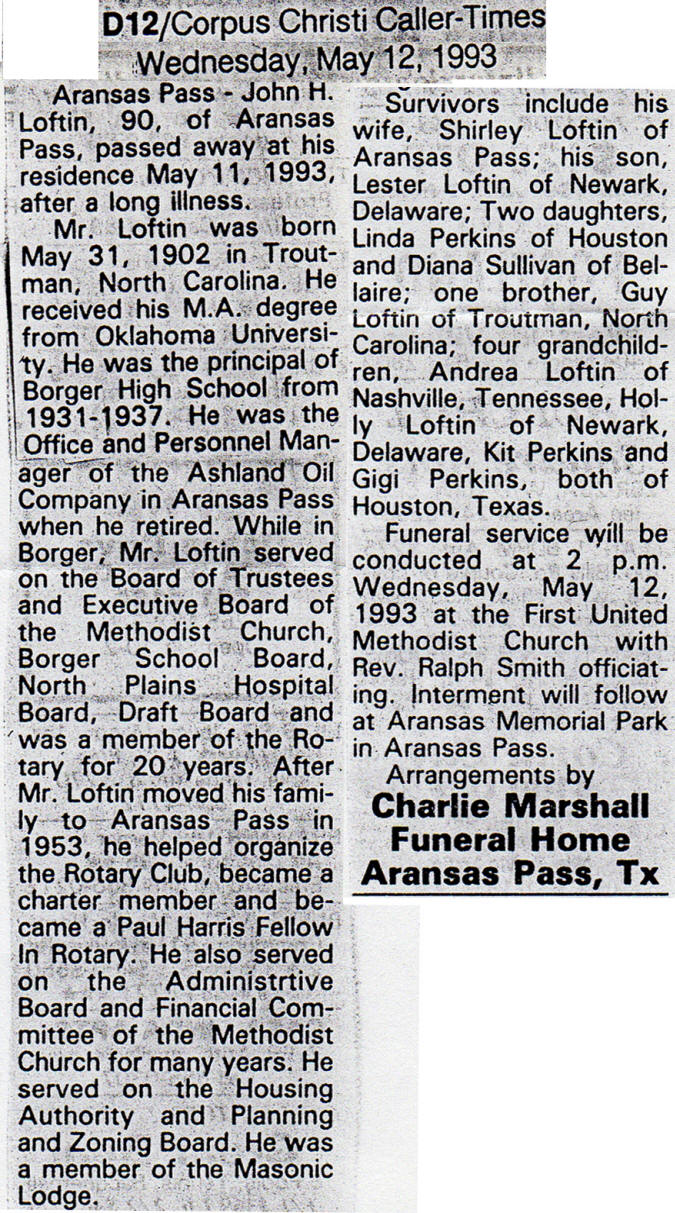 D12/Corpus Christi Caller-Times
Wednesday, May 12, 1993
Aransas Pass - John H.
Loftin, 90, of Aransas
Pass, passed away at his
residence May 11, 1993,
after a long illness.
Mr. Loftin was born
May 31, 1902 in Trout-
man, North Carolina. He
received his M.A. degree
from Oklahoma Universi-
ty. He was the principal of
Borger High School from
1931-1937. He was the
Office and Personnel Man-
ager of the Ashland Oil
Company in Aransas Pass
when he retired. While in
Borger, Mr. Loftin served
on the Board of Trustees
and Executive Board of
the Methodist Church,
Borger School Board,
North Plains Hospital
Board, Draft Board and
was a member of the Ro-
tary for 20 years. After
Mr. Loftin moved his fami-
ly to Aransas Pass in
1953, he helped organize
the Rotary Club, became a
charter member and be-
came a Paul Harris Fellow
In Rotary. He also served
on the Administrtive
Board and Financial Com-
mittee of the Methodist
Church for many years. He
served on the Housing
Authority and Planning
and Zoning Board. He was
a member of the Masonic
Lodge.
Survivors include his
wife, Shirley Loftin of
Aransas Pass; his son,
Lester Loftin of Newark,
Delaware; Two daughters,
Linda Perkins of Houston
and Diana Sullivan of Bel-
laire; one brother, Guy
Loftin of Troutman, North
Carolina; four grandchild-
ren, Andrea Loftin of
Nashville, Tennessee, Hol-
ly Loftin of Newark,
Delaware, Kit Perkins and
Gigi Perkins, both of
Houston, Texas.
Funeral service will be
conducted at 2 p.m.
Wednesday, May 12,
1993 at the First United
Methodist Church with
Rev. Ralph Smith officiat-
ing. Interment will follow
at Aransas Memorial Park
in Aransas Pass.
Arrangements by
Charlie Marshall
Funeral Home
Aransas Pass, Tx